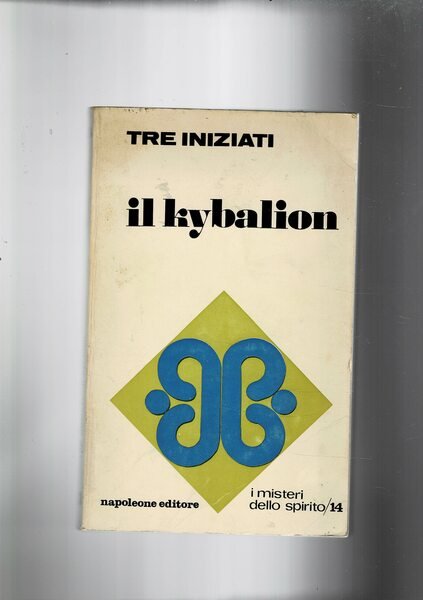 TRE INIZIATI
il kybalion
napoleone editore
i misteri
dello spirito/14